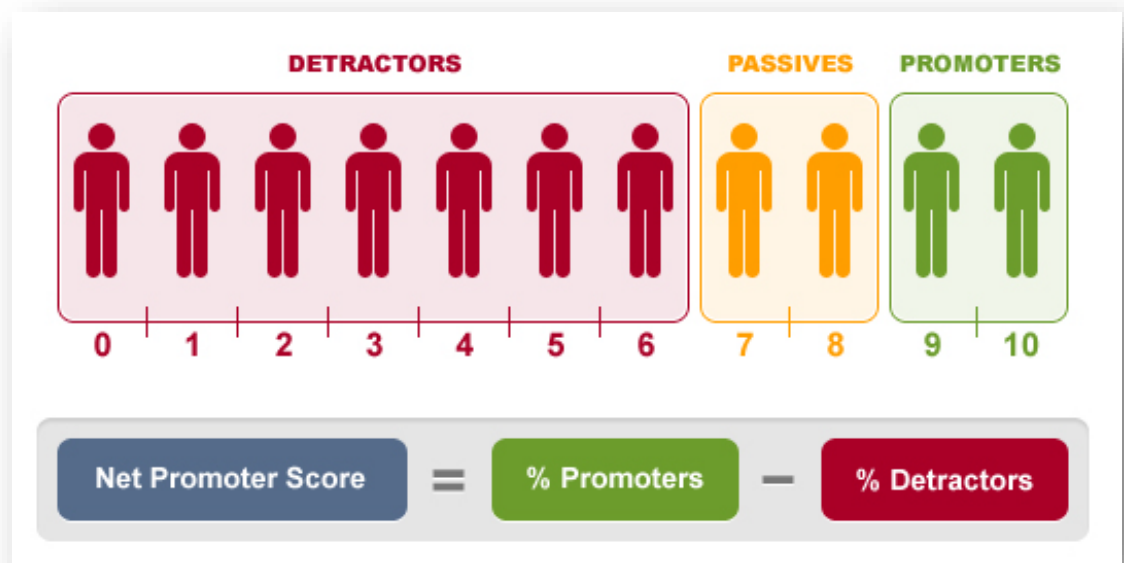 DETRACTORS PASSIVES PROMOTERS
0 1 2 3 4 5 6 7 8 9 10
Net Promoter Score = % Promoters − % Detractors